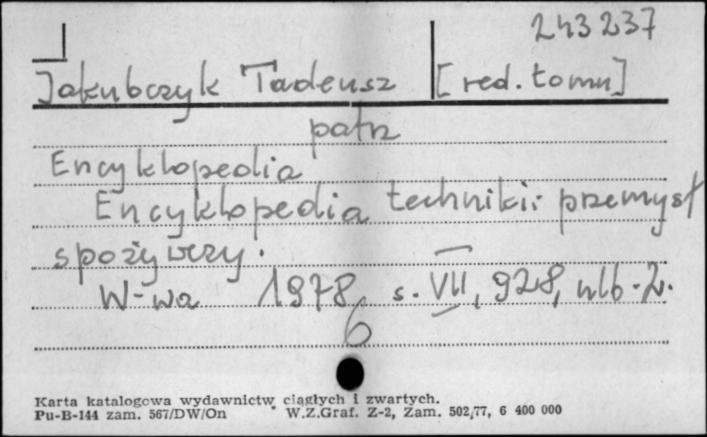 243237
Jakubczyk Tadeusz [red. tomu]
patrz
Encyklopedia
Encyklopedia techniki: przemysł
spożywczy.
W-wa 1978, s. VII, 928, nlb. 2.
6
Karta katalogowa wydawnictw ciągłych i zwartych.
Pu-B-144 zam. 567/DW/On W.Z.Graf. Z-2, Zam. 502/77, 6 400 000